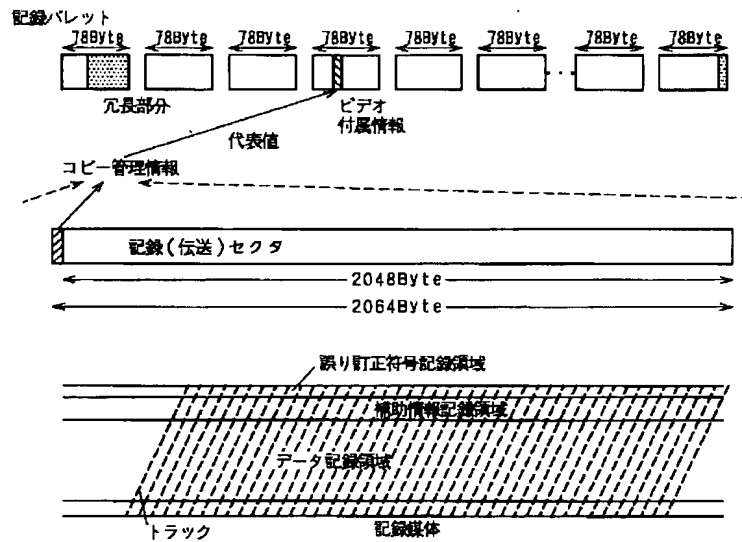 記録パレット
78Byte 78Byte 78Byte 78Byte 78Byte 78Byte 78Byte 78Byte
冗長部分
ビデオ
付属情報
代表値
コピー管理情報
記録(伝送)セクタ
2048Byte
2064Byte
誤り訂正符号記録領域
補助情報記録領域
データ記録領域
トラック
記録媒体